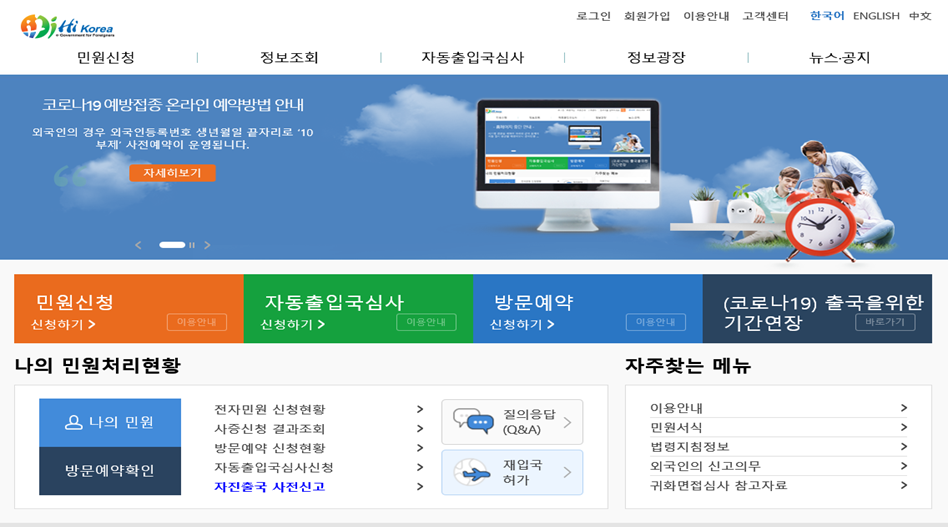 Hi Korea
e-Government for Foreigners
로그인 회원가입 이용안내 고객센터 한국어 ENGLISH 中文
민원신청 정보조회 자동출입국심사 정보광장 뉴스·공지
코로나19 예방접종 온라인 예약방법 안내
외국인의 경우 외국인등록번호 생년월일 끝자리로 '10
부제' 사전예약이 운영됩니다.
자세히보기
민원신청
신청하기
이용안내
자동출입국심사
신청하기
이용안내
방문예약
신청하기
이용안내
(코로나19) 출국을위한
기간연장
바로가기
나의 민원처리현황
나의 민원
방문예약확인
전자민원 신청현황
사증신청 결과조회
방문예약 신청현황
자동출입국심사신청
자진출국 사전신고
질의응답
(Q&A)
재입국
허가
자주찾는 메뉴
이용안내
민원서식
법령지침정보
외국인의 신고의무
귀화면접심사 참고자료